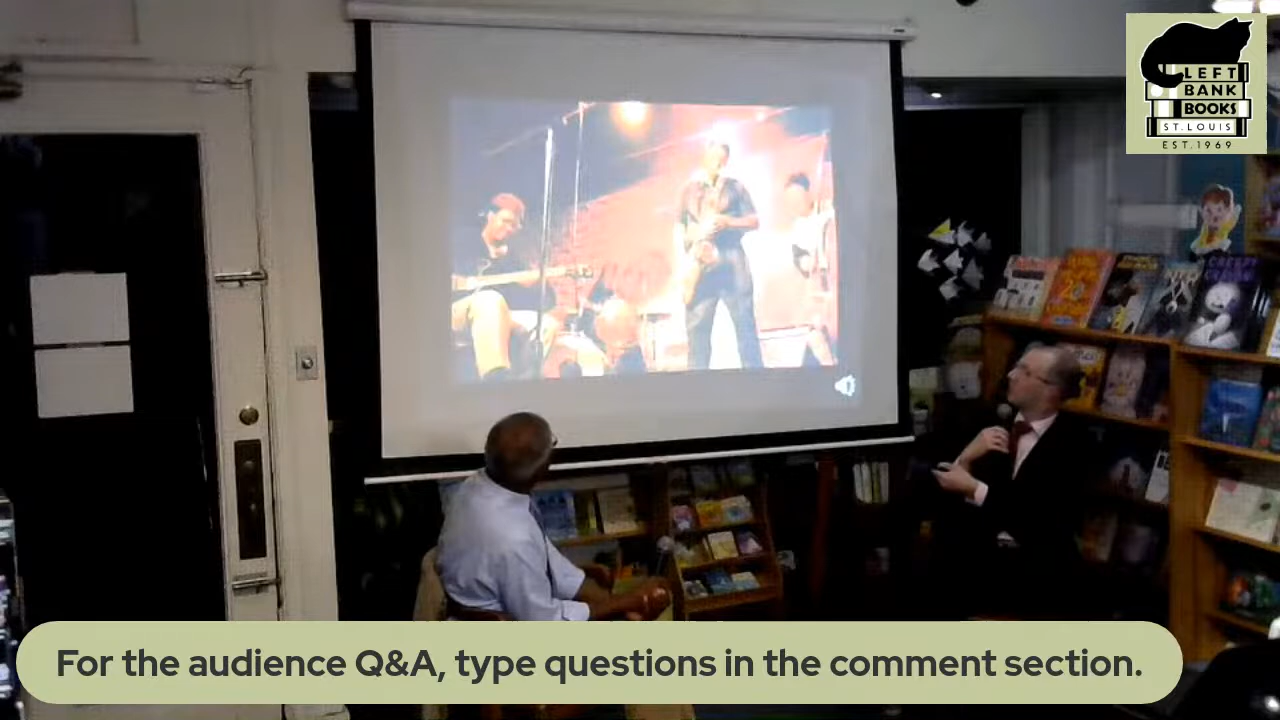 LEFT
BANK
BOOKS
ST. LOUIS
EST. 1969
For the audience Q&A, type questions in the comment section.